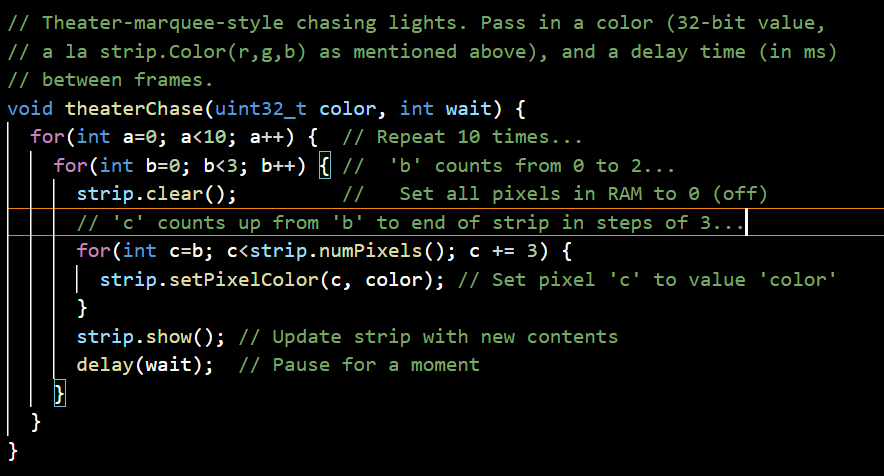 // Theater-marquee-style chasing lights. Pass in a color (32-bit value,
// a la strip.Color(r,g,b) as mentioned above), and a delay time (in ms)
// between frames.
void theaterChase(uint32_t color, int wait) {
  for(int a=0; a<10; a++) {  // Repeat 10 times...
    for(int b=0; b<3; b++) { //  'b' counts from 0 to 2...
      strip.clear();         //   Set all pixels in RAM to 0 (off)
      // 'c' counts up from 'b' to end of strip in steps of 3...
      for(int c=b; c<strip.numPixels(); c += 3) {
        strip.setPixelColor(c, color); // Set pixel 'c' to value 'color'
      }
      strip.show(); // Update strip with new contents
      delay(wait);  // Pause for a moment
    }
  }
}